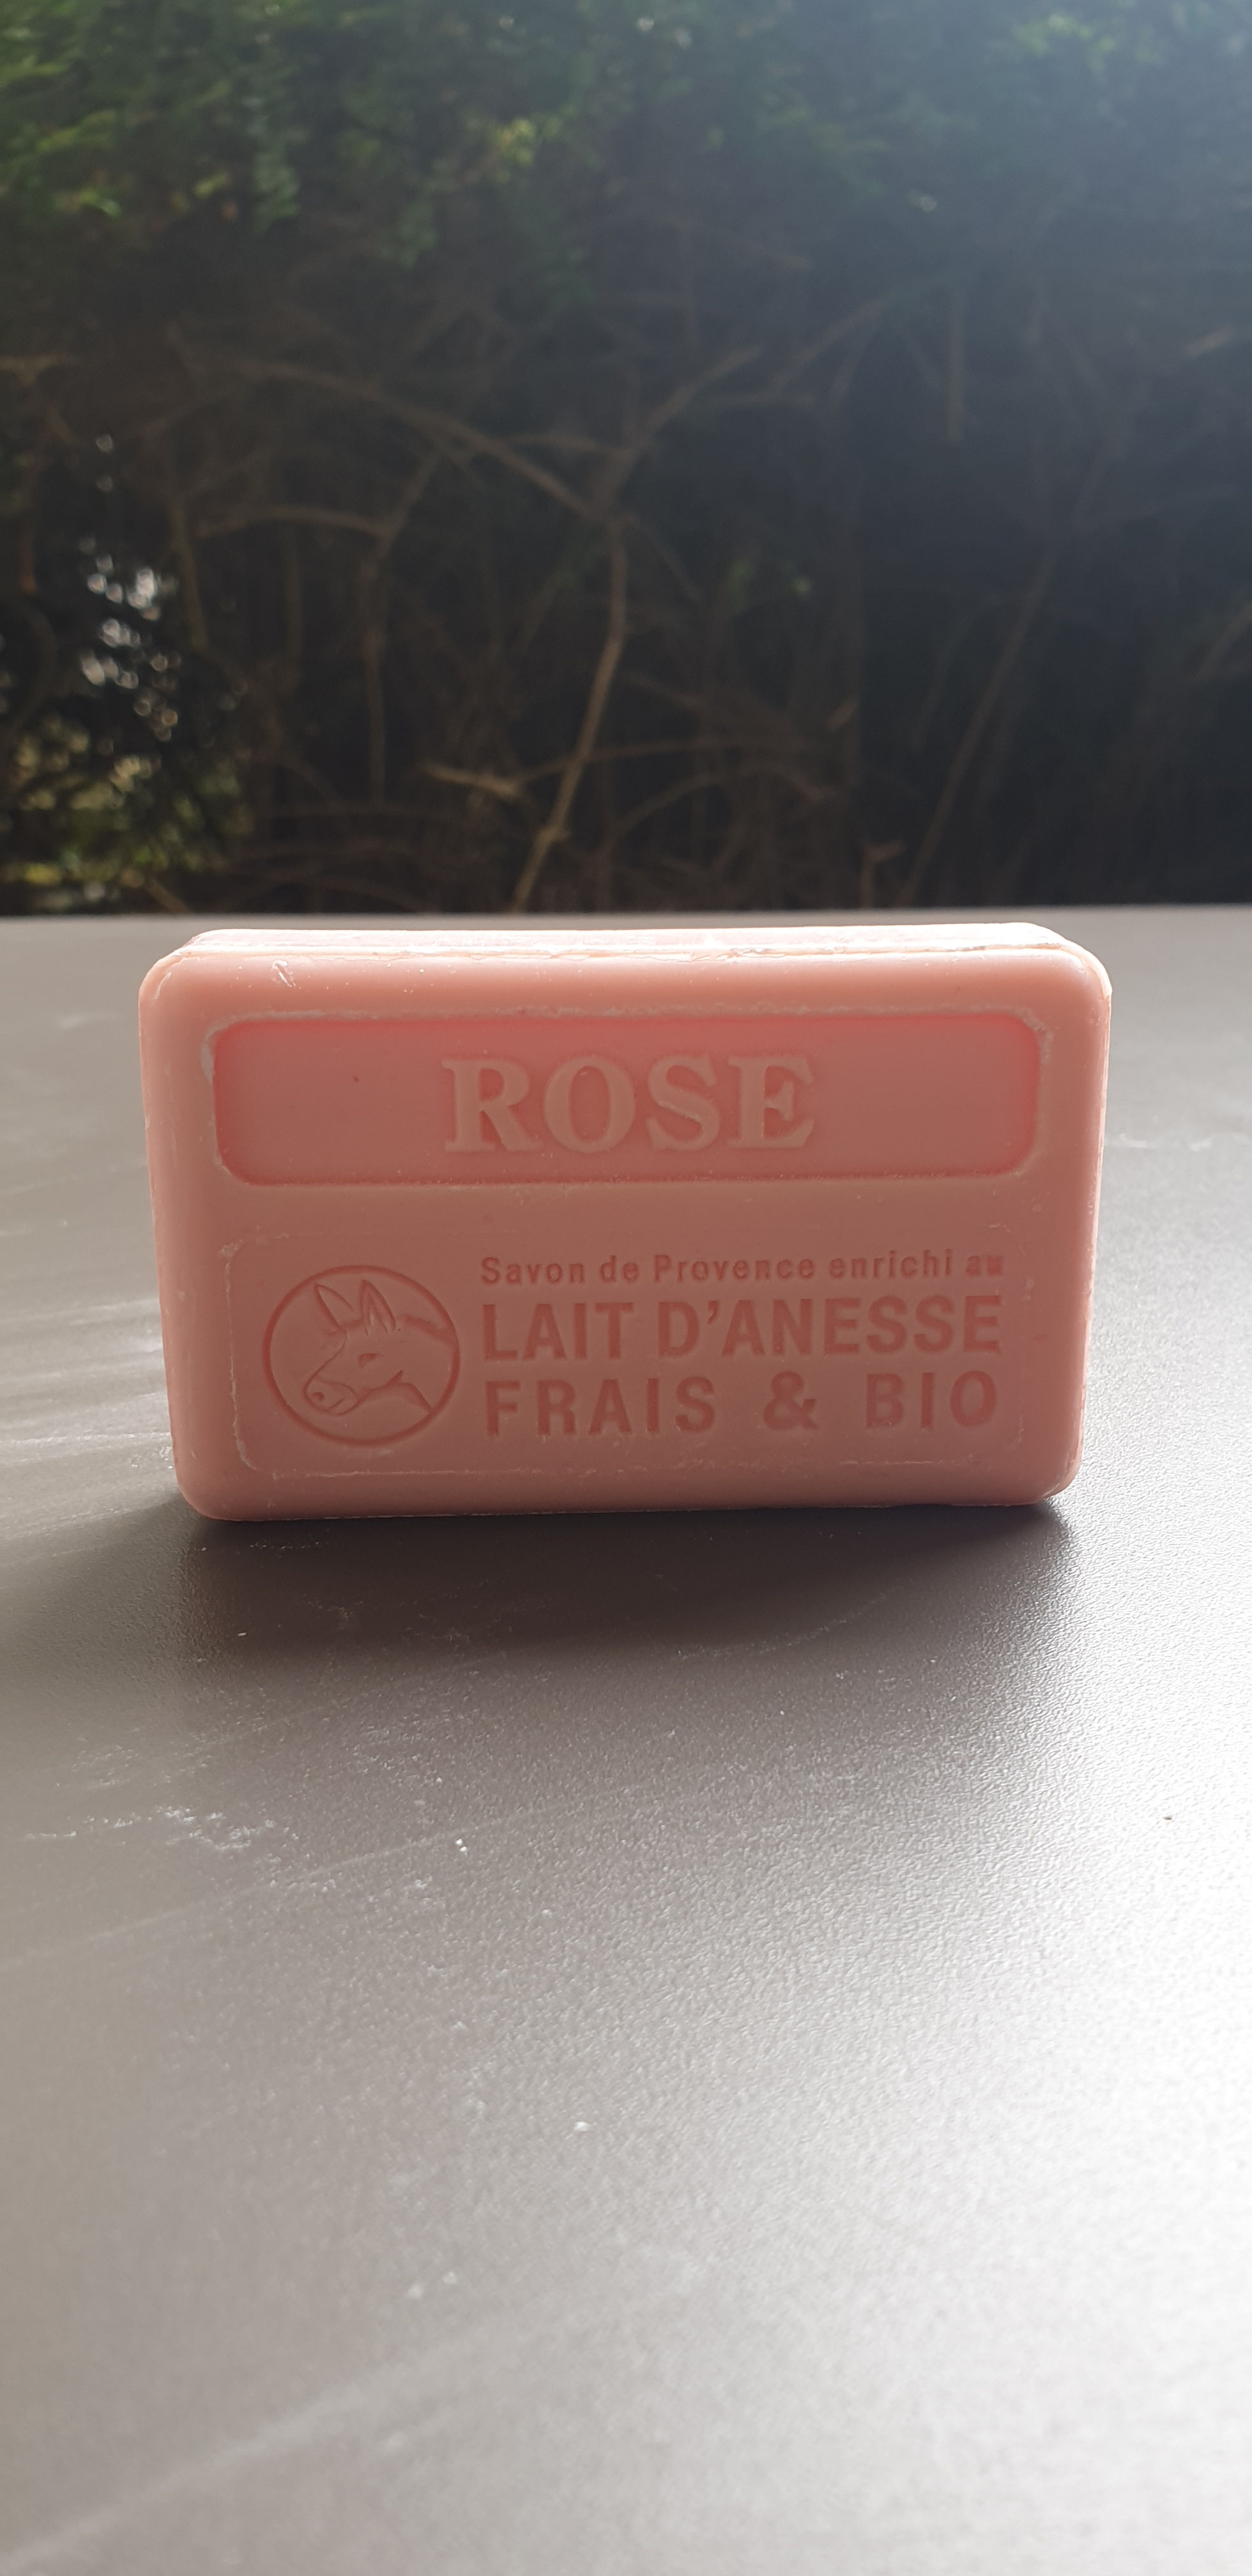 ROSE
Savon de Provence enrichi au
LAIT D'ANESSE
FRAIS & BIO